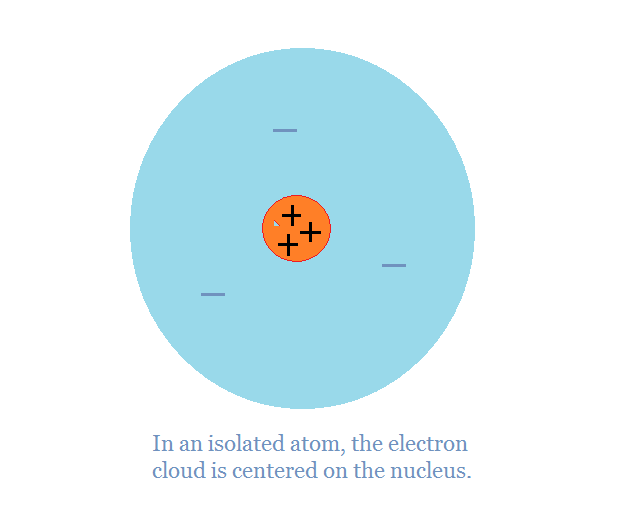 In an isolated atom, the electron
cloud is centered on the nucleus.